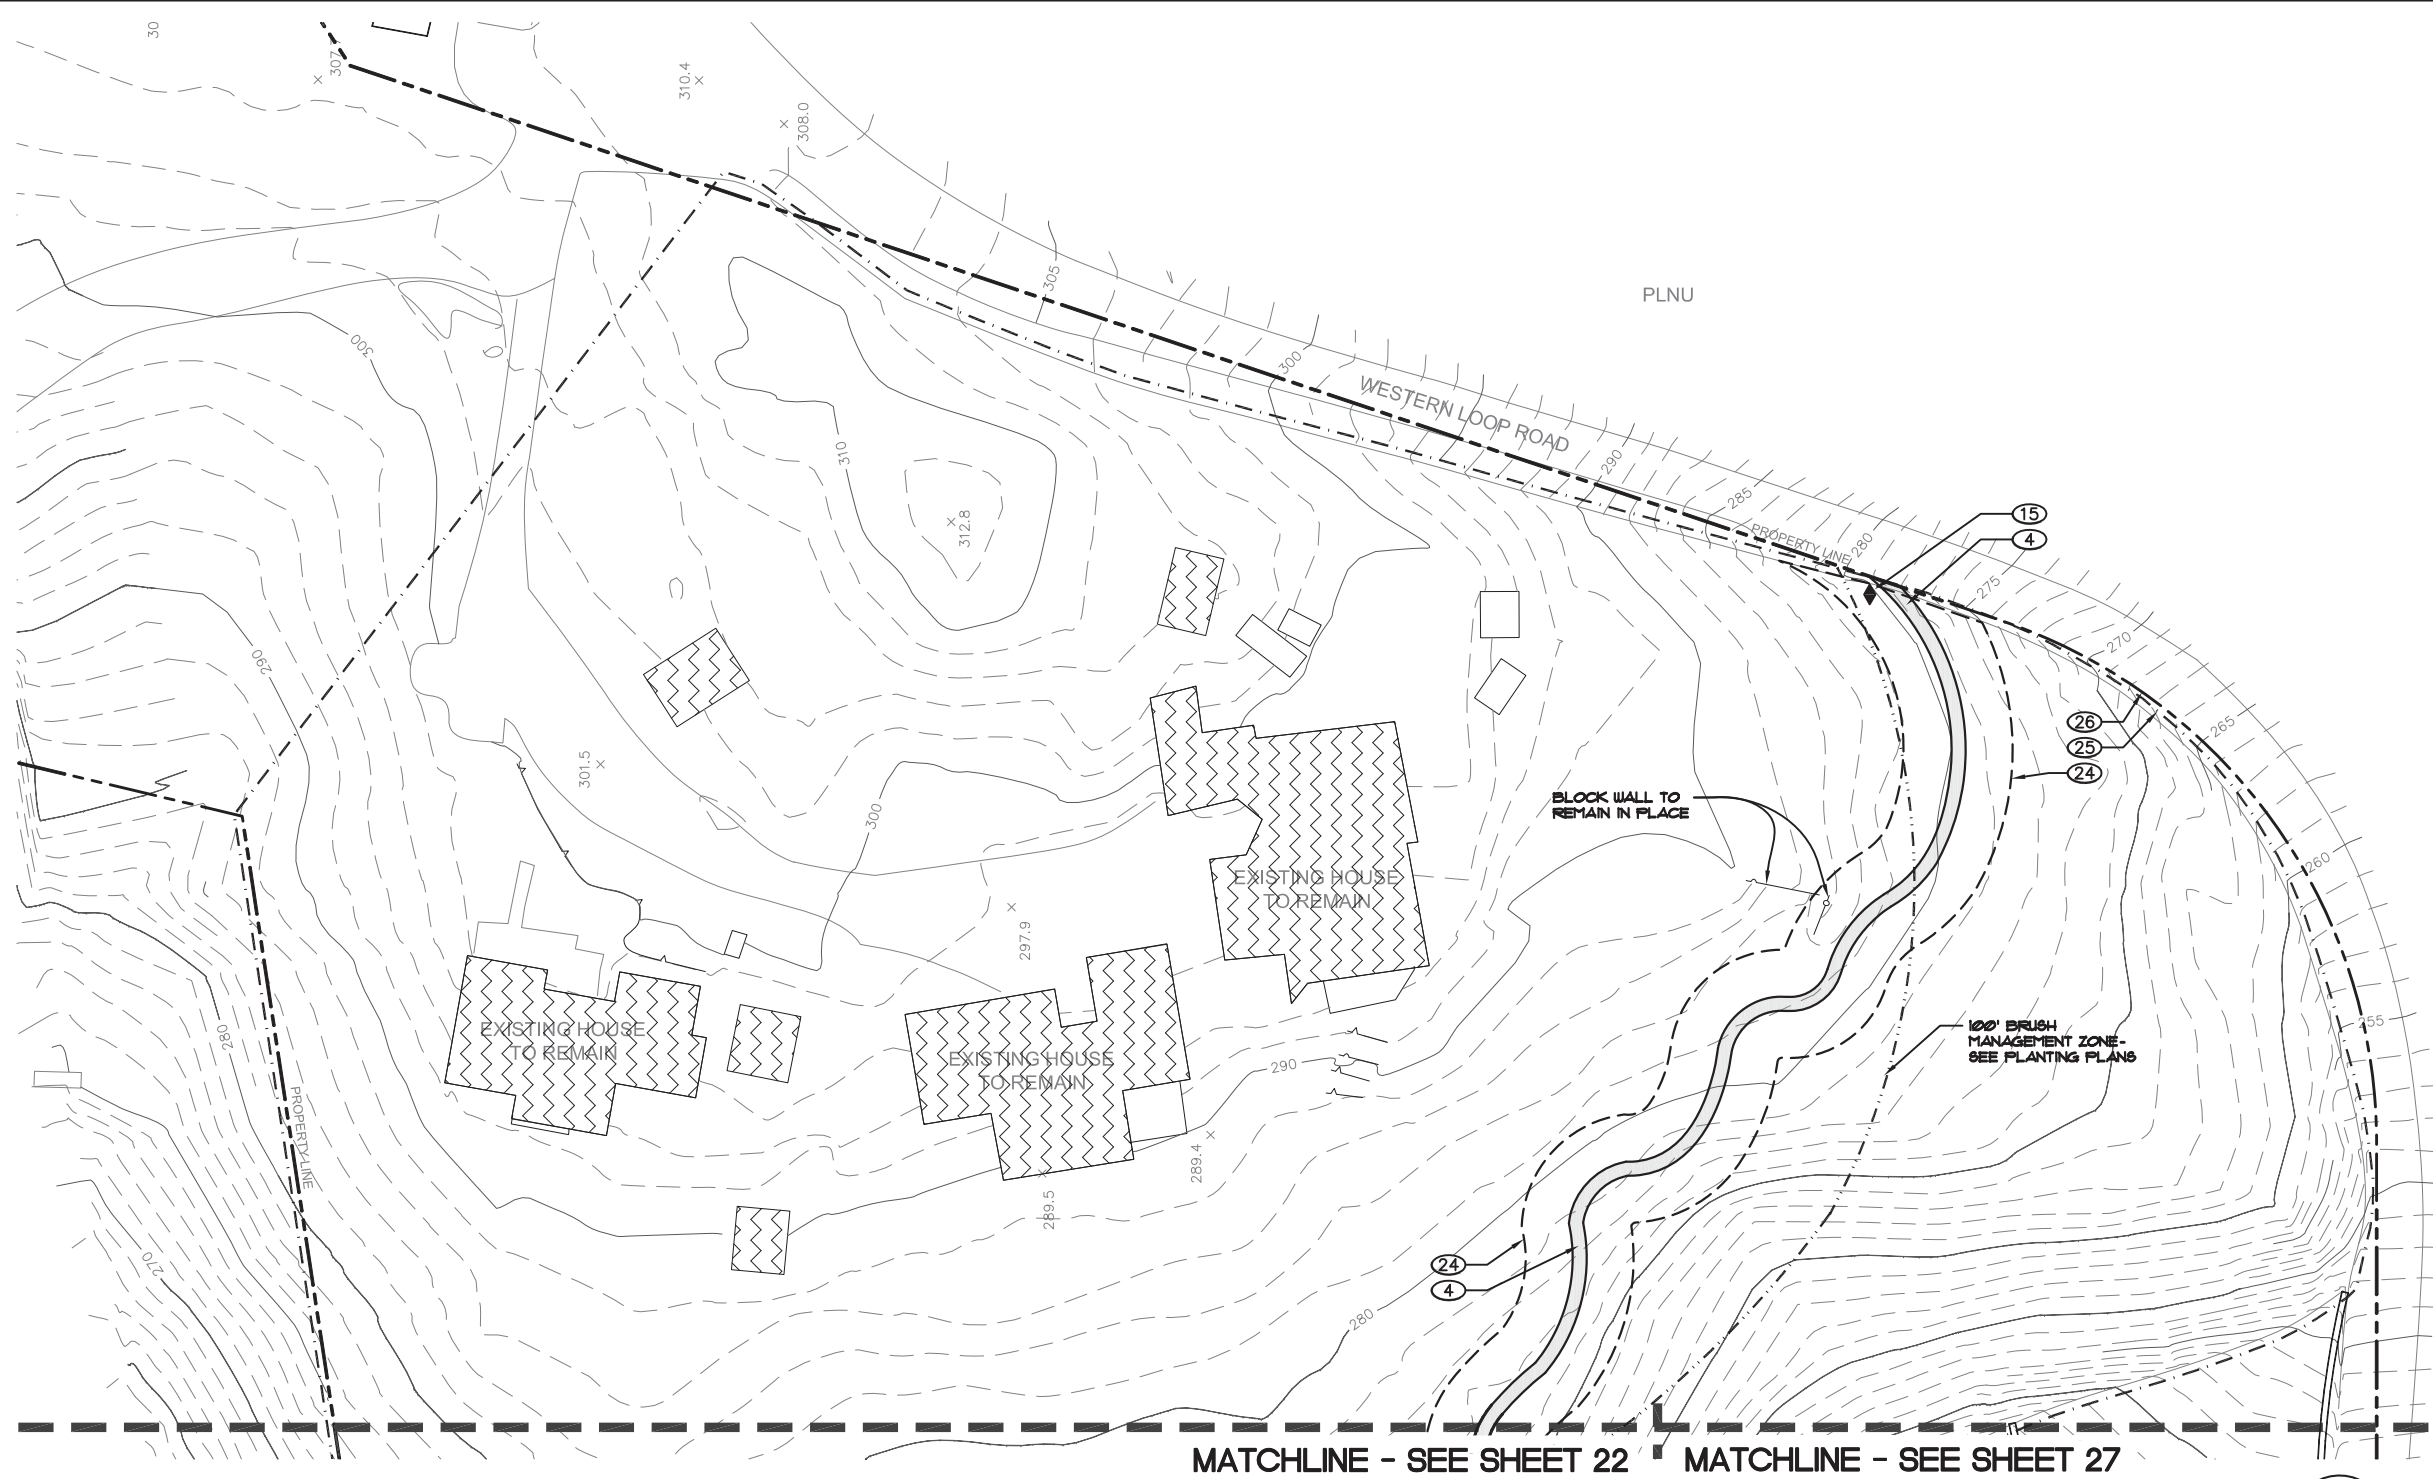 30
307.
310.4
308.0
305
PLNU
300
300
WESTERN LOOP ROAD
310
290
285
312.8
PROPERTY LINE
280
15
4
275
270
290
26
265
25
24
301.5
BLOCK WALL TO
REMAIN IN PLACE
300
260
EXISTING HOUSE
TO REMAIN
297.9
280
EXISTING HOUSE
TO REMAIN
EXISTING HOUSE
TO REMAIN
290
255
100' BRUSH
MANAGEMENT ZONE-
SEE PLANTING PLANS
PROPERTY LINE
289.4
289.5
270
24
4
280
MATCHLINE - SEE SHEET 22
MATCHLINE - SEE SHEET 27